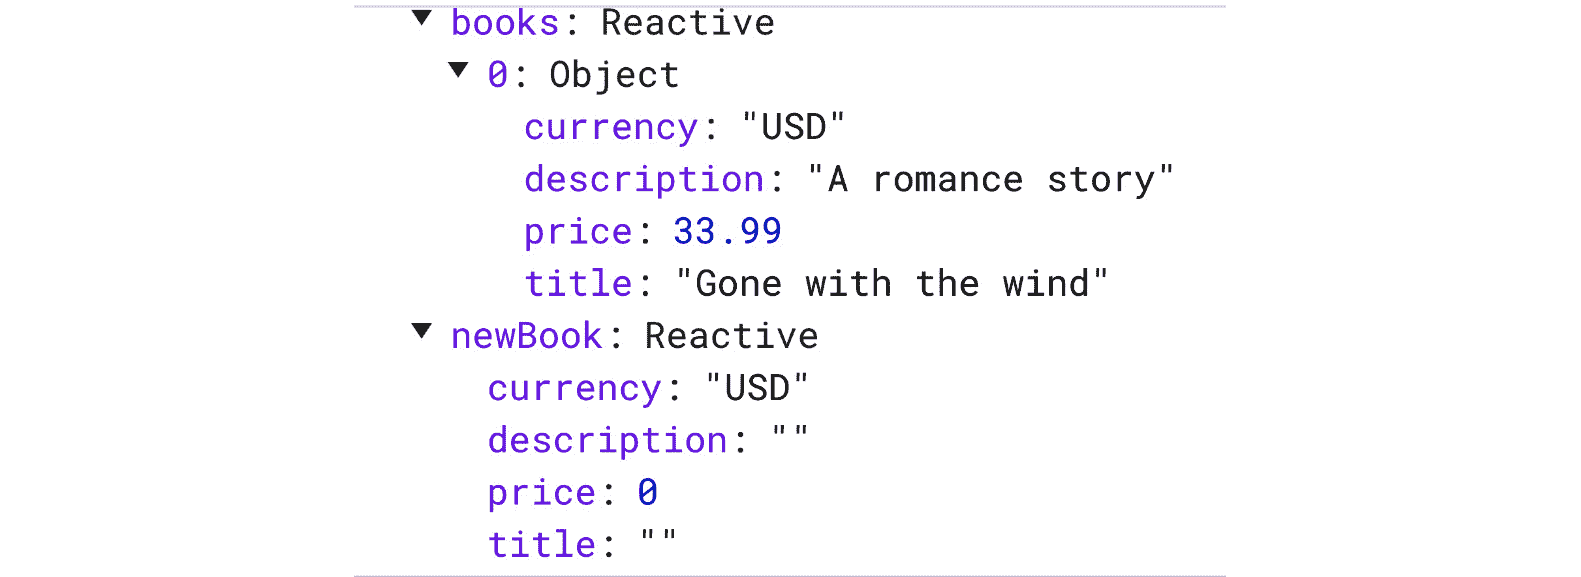 books: Reactive
0: Object
currency: "USD"
description: "A romance story"
price: 33.99
title: "Gone with the wind"
newBook: Reactive
currency: "USD"
description: ""
price: 0
title: ""